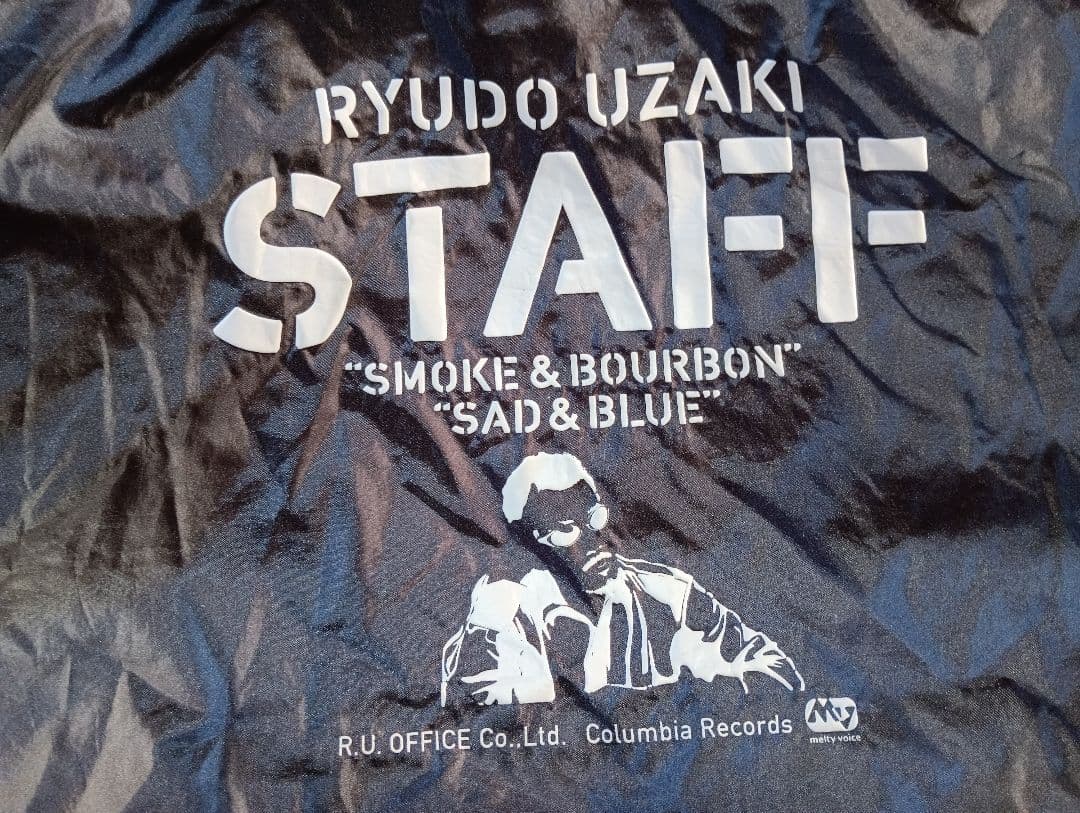 RYUDO UZAKI
STAFF
“SMOKE & BOURBON”
“SAD & BLUE”
R.U. OFFICE Co.,Ltd. Columbia Records
melty voice